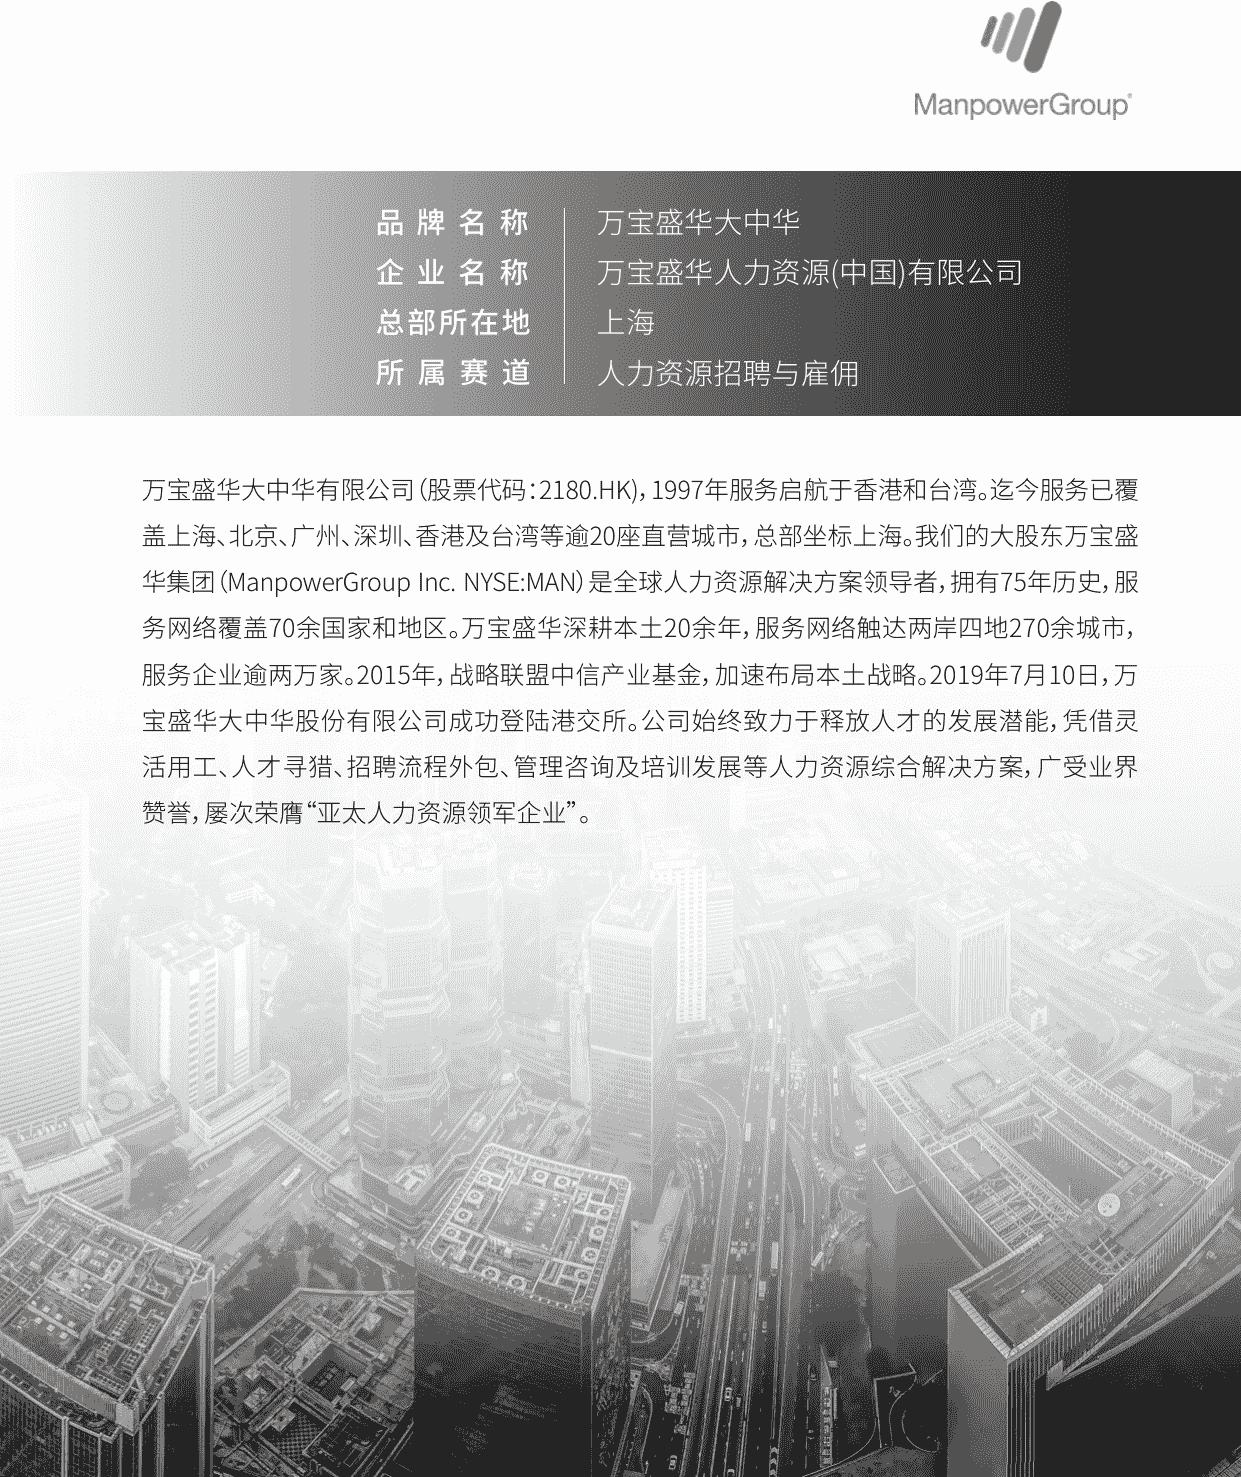 ManpowerGroup®
品牌名称 万宝盛华大中华
企业名称 万宝盛华人力资源(中国)有限公司
总部所在地 上海
所属赛道 人力资源招聘与雇佣
万宝盛华大中华有限公司（股票代码：2180.HK)，1997年服务启航于香港和台湾。迄今服务已覆
盖上海、北京、广州、深圳、香港及台湾等逾20座直营城市，总部坐标上海。我们的大股东万宝盛
华集团（ManpowerGroup Inc. NYSE:MAN）是全球人力资源解决方案领导者，拥有75年历史，服
务网络覆盖70余国家和地区。万宝盛华深耕本土20余年，服务网络触达两岸四地270余城市，
服务企业逾两万家。2015年，战略联盟中信产业基金，加速布局本土战略。2019年7月10日，万
宝盛华大中华股份有限公司成功登陆港交所。公司始终致力于释放人才的发展潜能，凭借灵
活用工、人才寻猎、招聘流程外包、管理咨询及培训发展等人力资源综合解决方案，广受业界
赞誉，屡次荣膺“亚太人力资源领军企业”。